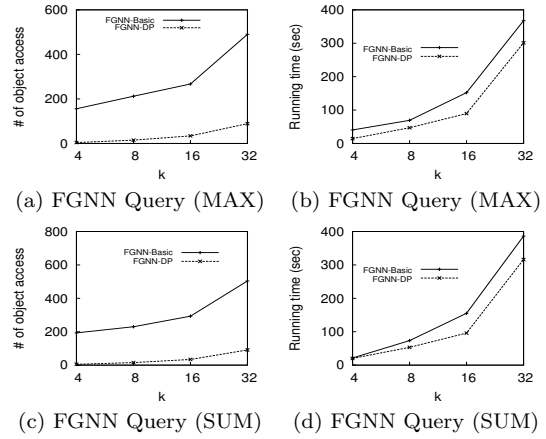 600
400
200
0
# of object access
FGNN-Basic
FGNN-DP
4 8 16 32
k
(a) FGNN Query (MAX)
400
300
200
100
0
Running time (sec)
FGNN-Basic
FGNN-DP
4 8 16 32
k
(b) FGNN Query (MAX)
800
600
400
200
0
# of object access
FGNN-Basic
FGNN-DP
4 8 16 32
k
(c) FGNN Query (SUM)
400
300
200
100
0
Running time (sec)
FGNN-Basic
FGNN-DP
4 8 16 32
k
(d) FGNN Query (SUM)